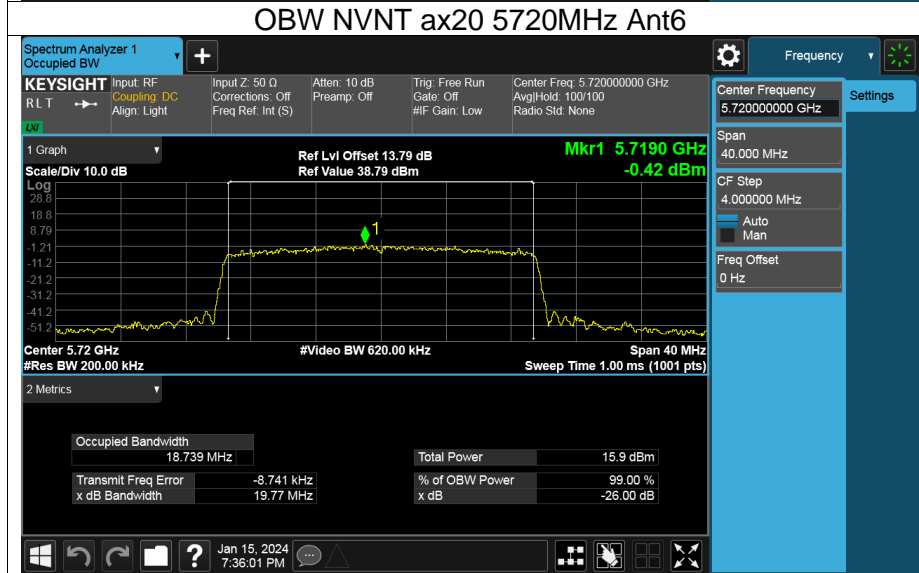 OBW NVNT ax20 5720MHz Ant6
Spectrum Analyzer 1
Occupied BW
+
Frequency
KEYSIGHT
RLT
LXI
Input: RF
Coupling: DC
Align: Light
Input Z: 50 Ω
Corrections: Off
Freq Ref: Int (S)
Atten: 10 dB
Preamp: Off
Trig: Free Run
Gate: Off
#IF Gain: Low
Center Freq: 5.720000000 GHz
Avg|Hold: 100/100
Radio Std: None
Center Frequency
5.720000000 GHz
Settings
Span
40.000 MHz
CF Step
4.000000 MHz
Auto
Man
Freq Offset
0 Hz
1 Graph
Scale/Div 10.0 dB
Ref Lvl Offset 13.79 dB
Ref Value 38.79 dBm
Mkr1 5.7190 GHz
-0.42 dBm
Log
28.8
18.8
8.79
-1.21
-11.2
-21.2
-31.2
-41.2
-51.2
1
Center 5.72 GHz
#Video BW 620.00 kHz
Span 40 MHz
#Res BW 200.00 kHz
Sweep Time 1.00 ms (1001 pts)
2 Metrics
Occupied Bandwidth
18.739 MHz
Total Power 15.9 dBm
Transmit Freq Error -8.741 kHz
% of OBW Power 99.00 %
x dB Bandwidth 19.77 MHz
x dB -26.00 dB
?
Jan 15, 2024
7:36:01 PM